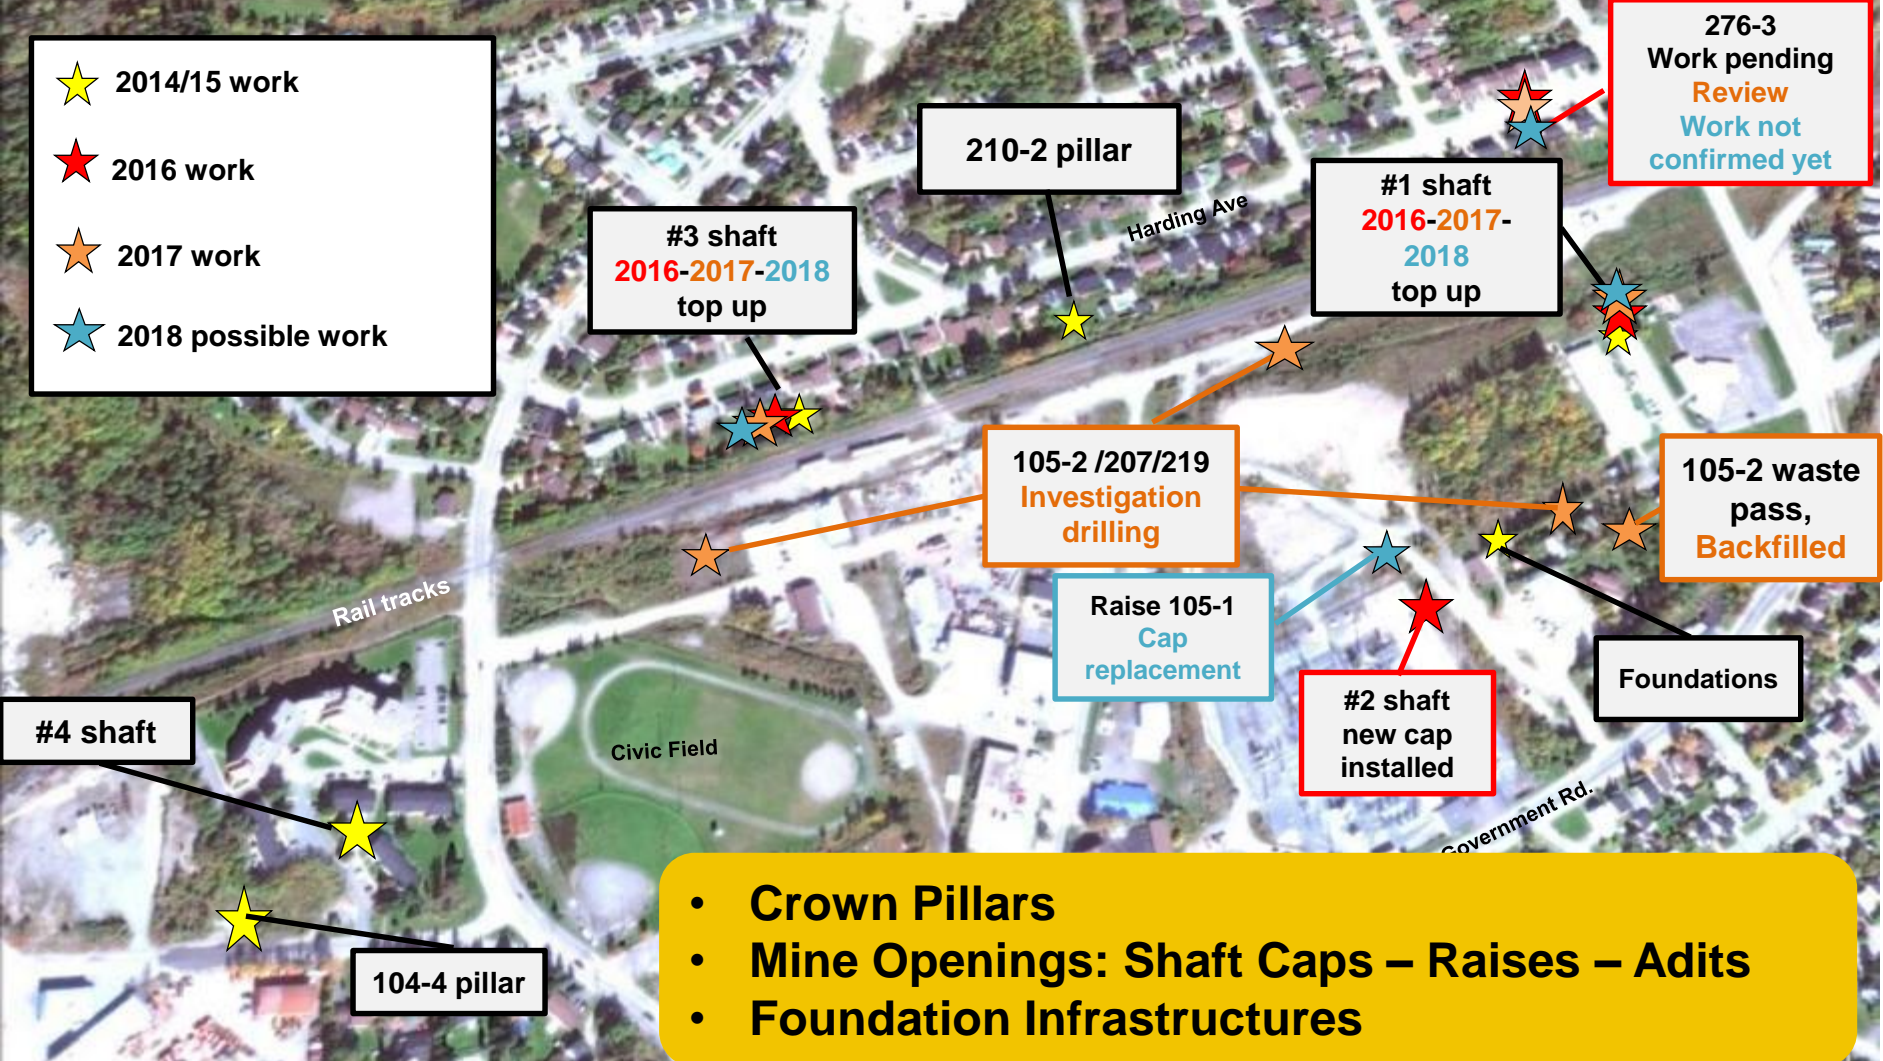 2014/15 work
2016 work
2017 work
2018 possible work
276-3
Work pending
Review
Work not
confirmed yet
210-2 pillar
#1 shaft
2016-2017-
2018
top up
Harding Ave
#3 shaft
2016-2017-2018
top up
105-2 /207/219
Investigation
drilling
105-2 waste
pass,
Backfilled
Rail tracks
Raise 105-1
Cap
replacement
Foundations
#2 shaft
new cap
installed
#4 shaft
Civic Field
Government Rd.
104-4 pillar
• Crown Pillars
• Mine Openings: Shaft Caps – Raises – Adits
• Foundation Infrastructures